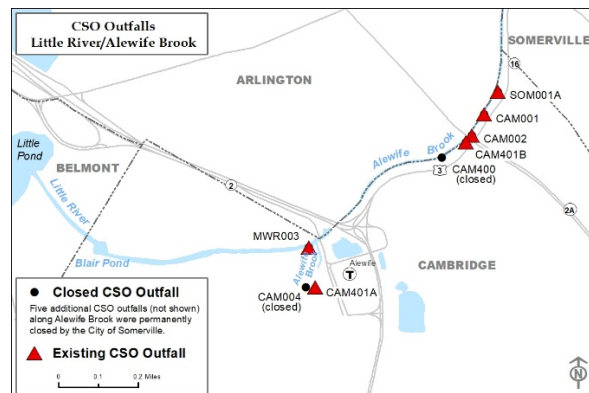 CSO Outfalls
Little River/Alewife Brook
SOMERVILLE
16
ARLINGTON
SOM001A
CAM001
CAM002
CAM401B
Little
Pond
BELMONT
Alewife Brook
CAM400
(closed)
3
2
2A
Little River
MWR003
Blair Pond
Alewife
Brook
Alewife
T
CAMBRIDGE
CAM004
(closed)
CAM401A
Closed CSO Outfall
Five additional CSO outfalls (not shown)
along Alewife Brook were permanently
closed by the City of Somerville.
Existing CSO Outfall
0 0.1 0.2 Miles
N